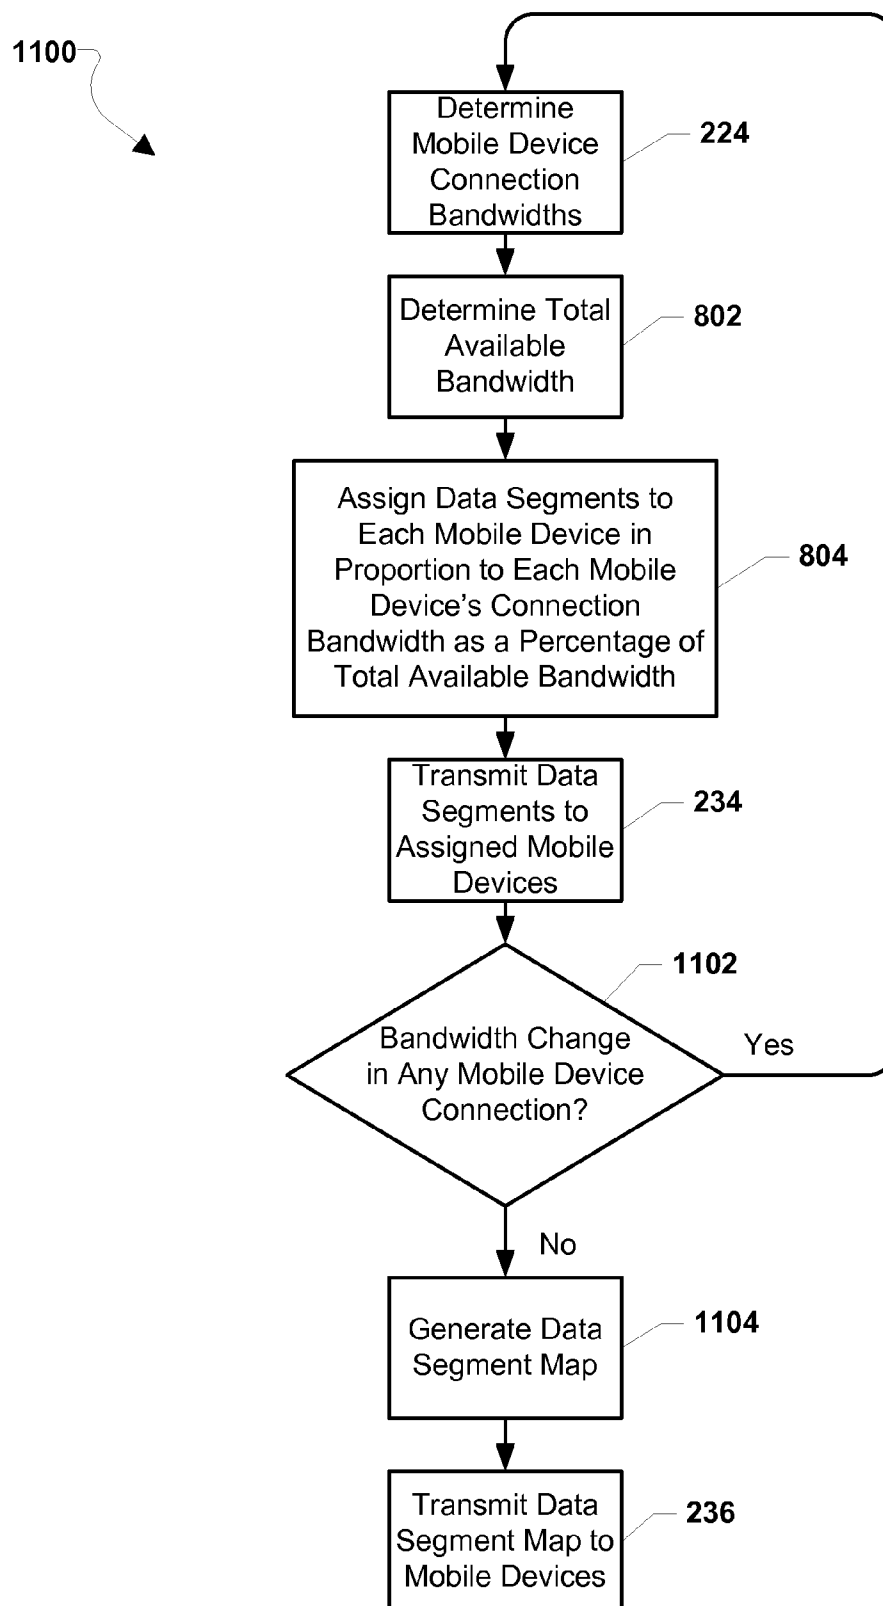 1100
Determine
Mobile Device
Connection
Bandwidths
224
Determine Total
Available
Bandwidth
802
Assign Data Segments to
Each Mobile Device in
Proportion to Each Mobile
Device’s Connection
Bandwidth as a Percentage of
Total Available Bandwidth
804
Transmit Data
Segments to
Assigned Mobile
Devices
234
Bandwidth Change
in Any Mobile Device
Connection?
1102
Yes
No
Generate Data
Segment Map
1104
Transmit Data
Segment Map to
Mobile Devices
236